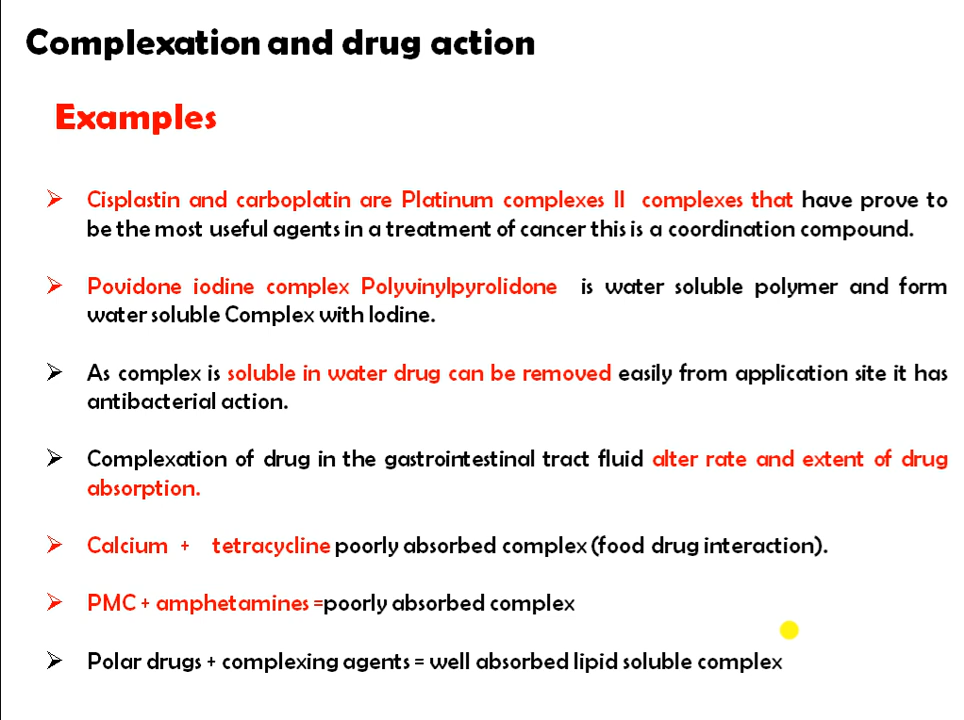 Complexation and drug action
Examples
Cisplastin and carboplatin are Platinum complexes II complexes that have prove to
be the most useful agents in a treatment of cancer this is a coordination compound.
Povidone iodine complex Polyvinylpyrolidone is water soluble polymer and form
water soluble Complex with Iodine.
As complex is soluble in water drug can be removed easily from application site it has
antibacterial action.
Complexation of drug in the gastrointestinal tract fluid alter rate and extent of drug
absorption.
Calcium + tetracycline poorly absorbed complex (food drug interaction).
PMC + amphetamines =poorly absorbed complex
Polar drugs + complexing agents = well absorbed lipid soluble complex